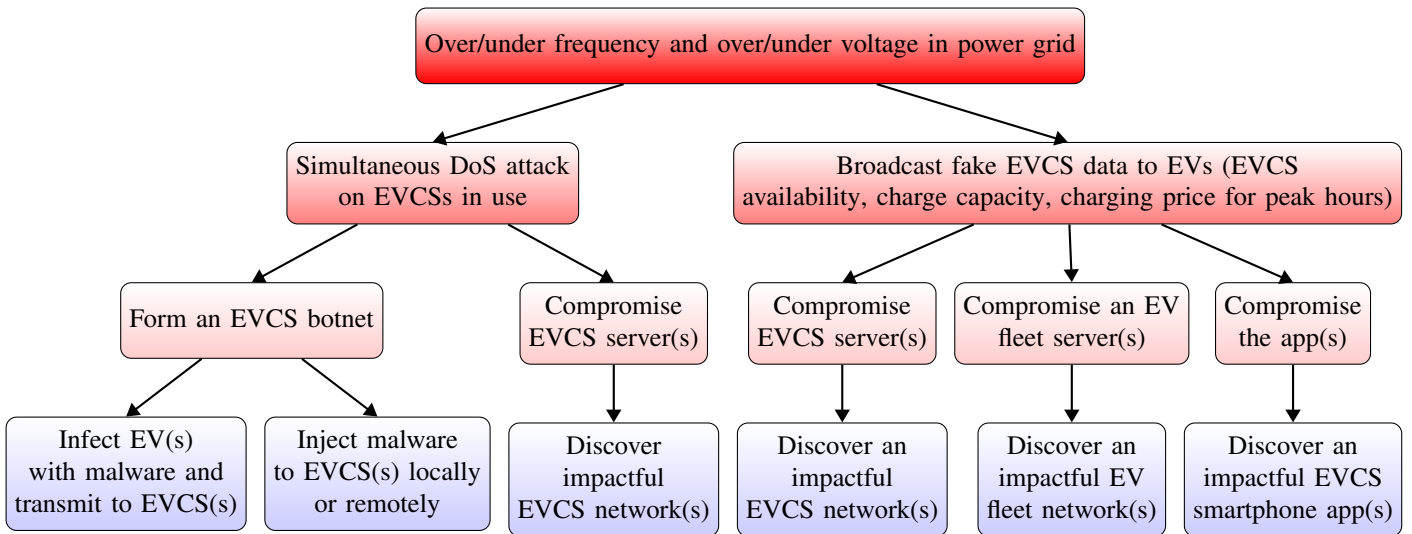 Over/under frequency and over/under voltage in power grid
Simultaneous DoS attack
on EVCSs in use
Broadcast fake EVCS data to EVs (EVCS
availability, charge capacity, charging price for peak hours)
Form an EVCS botnet
Compromise
EVCS server(s)
Compromise
EVCS server(s)
Compromise an EV
fleet server(s)
Compromise
the app(s)
Infect EV(s)
with malware and
transmit to EVCS(s)
Inject malware
to EVCS(s) locally
or remotely
Discover
impactful
EVCS network(s)
Discover an
impactful
EVCS network(s)
Discover an
impactful EV
fleet network(s)
Discover an
impactful EVCS
smartphone app(s)